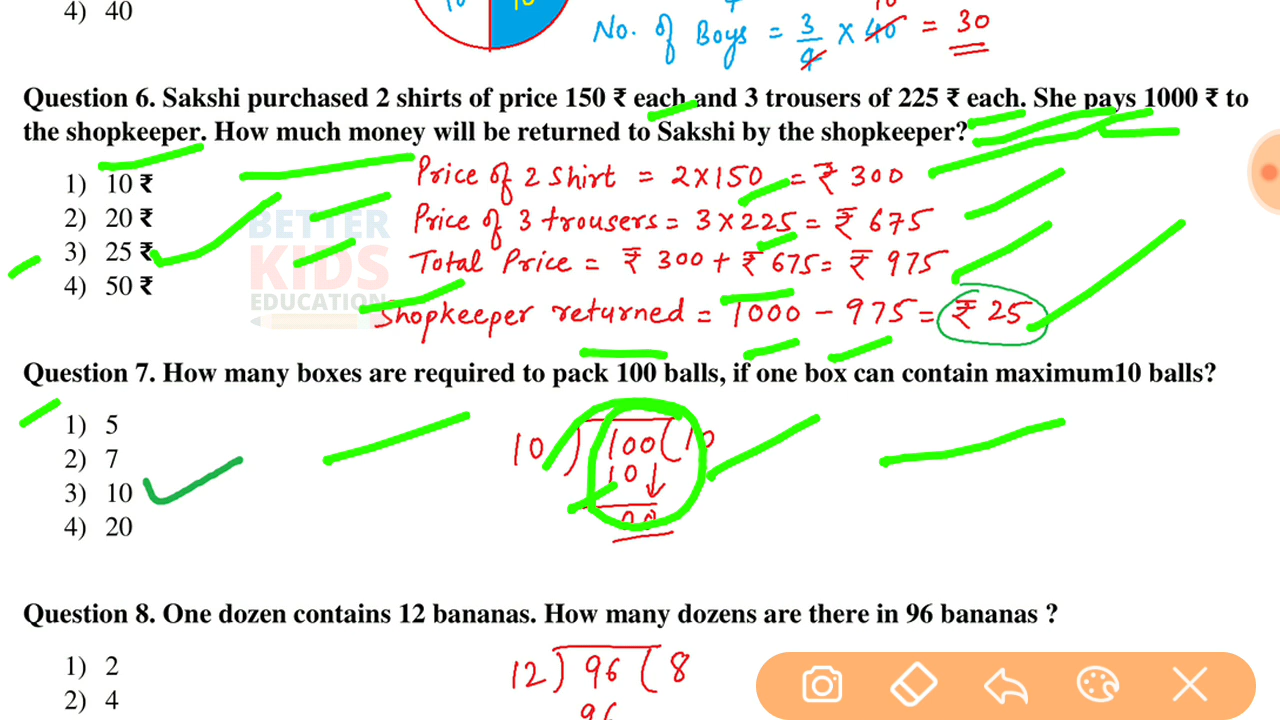 4) 40
No. of Boys = 3/4 × 40 = 30
10
Question 6. Sakshi purchased 2 shirts of price 150 ₹ each and 3 trousers of 225 ₹ each. She pays 1000 ₹ to
the shopkeeper. How much money will be returned to Sakshi by the shopkeeper?
1) 10 ₹
2) 20 ₹
3) 25 ₹
4) 50 ₹
BETTER
KIDS
EDUCATION
Price of 2 shirt = 2×150 = ₹ 300
Price of 3 trousers = 3×225 = ₹ 675
Total Price = ₹ 300 + ₹ 675 = ₹ 975
Shopkeeper returned = 1000 − 975 = ₹ 25
Question 7. How many boxes are required to pack 100 balls, if one box can contain maximum10 balls?
1) 5
2) 7
3) 10
4) 20
10 ) 100 ( 10
10 ↓
00
Question 8. One dozen contains 12 bananas. How many dozens are there in 96 bananas ?
1) 2
2) 4
12 ) 96 ( 8
96